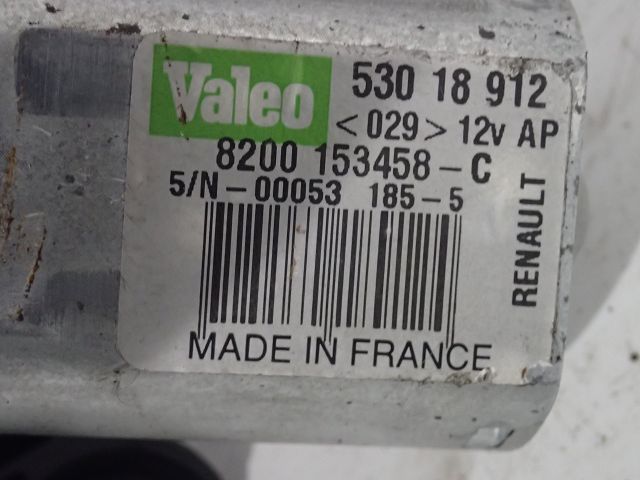 Valeo 530 18 912
<029> 12v AP
8200 153458-C
S/N-00053 185-5
RENAULT
MADE IN FRANCE